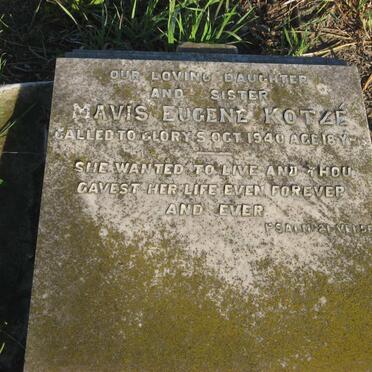 OUR LOVING DAUGHTER
AND SISTER
MAVIS EUGENE KOTZÉ
CALLED TO GLORY 5 OCT. 1940 AGE 18 Y
SHE WANTED TO LIVE AND THOU
GAVEST HER LIFE EVEN FOREVER
AND EVER
PSALM 21 VERSE